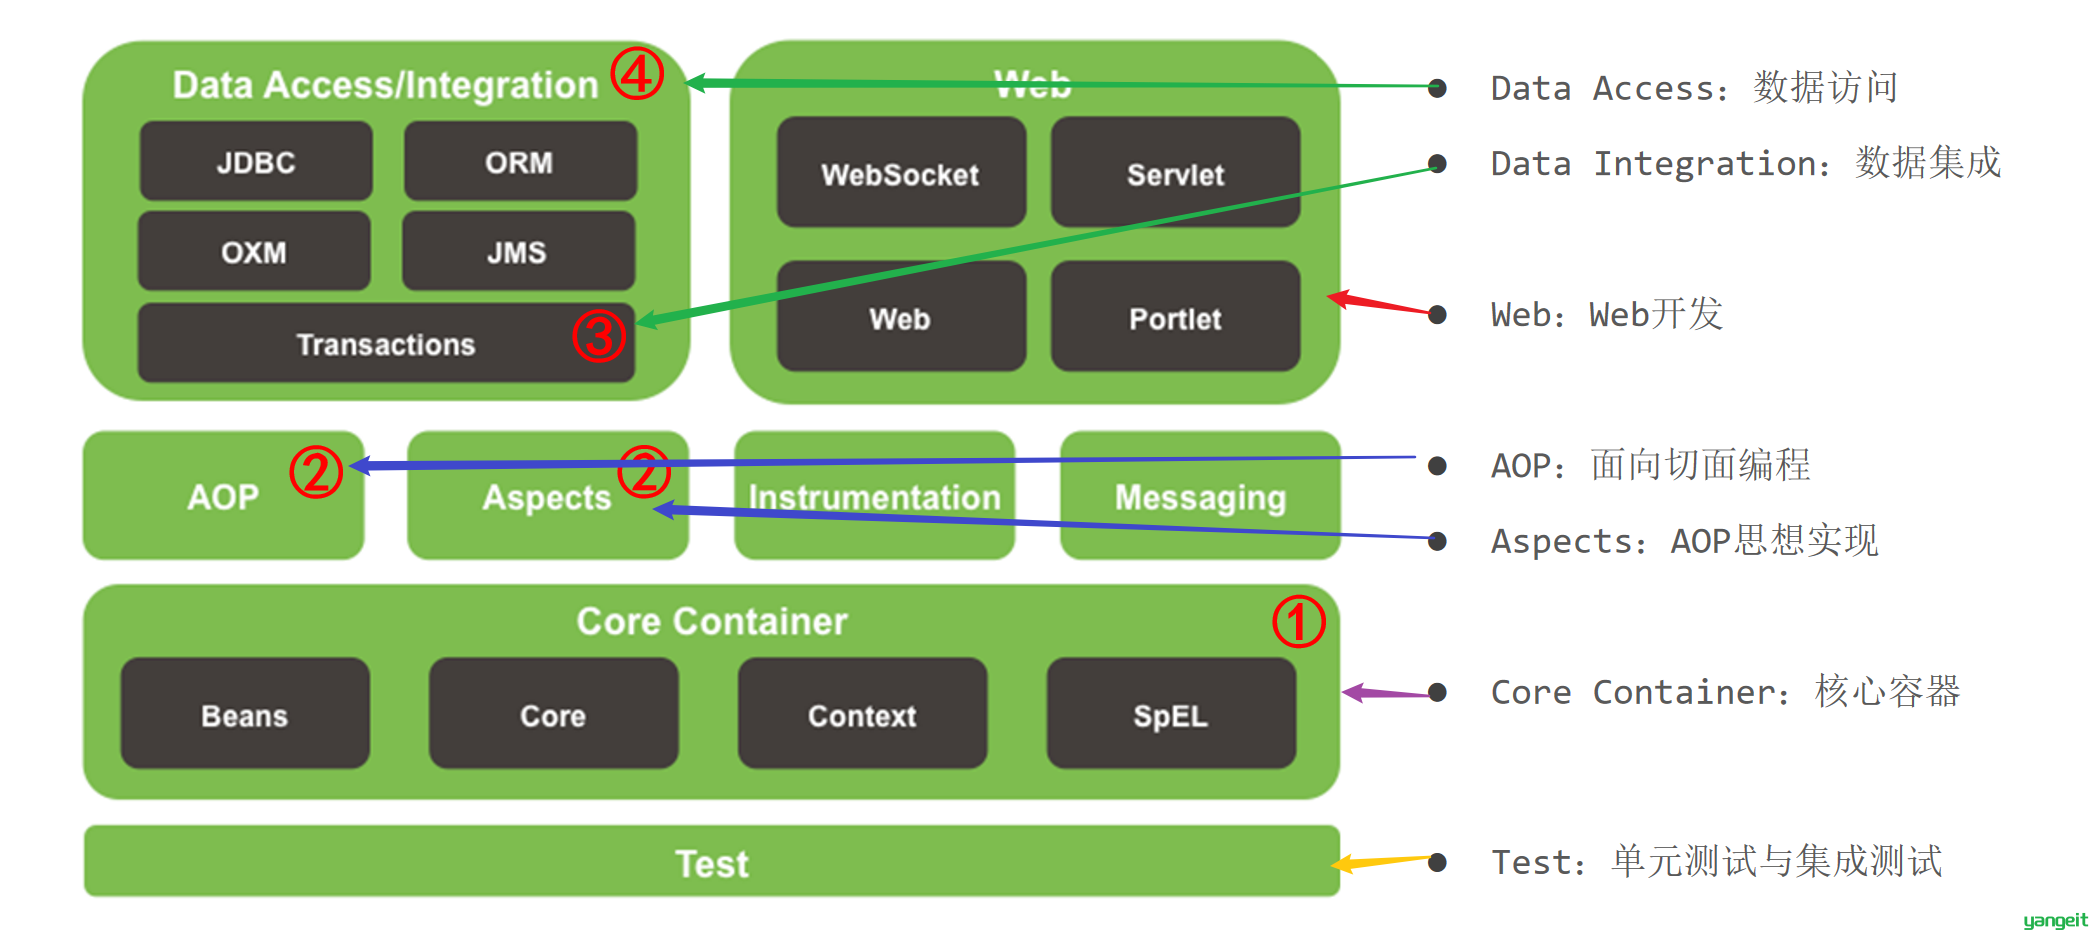 Data Access/Integration ④
JDBC
ORM
OXM
JMS
Transactions ③
Web
WebSocket
Servlet
Web
Portlet
AOP ②
Aspects ②
Instrumentation
Messaging
Core Container ①
Beans
Core
Context
SpEL
Test
● Data Access：数据访问
● Data Integration：数据集成
● Web：Web开发
● AOP：面向切面编程
● Aspects：AOP思想实现
● Core Container：核心容器
● Test：单元测试与集成测试
yangeit